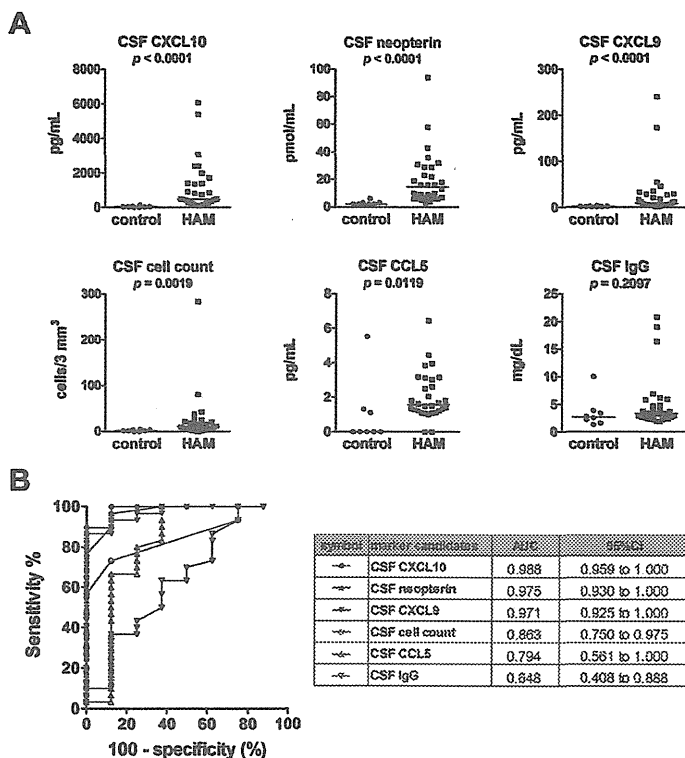 A
CSF CXCL10
p < 0.0001
pg/mL
6000
4000
2000
0
control HAM
CSF neopterin
p < 0.0001
pmol/mL
100
80
60
40
20
0
control HAM
CSF CXCL9
p < 0.0001
pg/mL
300
200
100
0
control HAM
CSF cell count
p = 0.0019
cells/3 mm³
300
200
100
0
control HAM
CSF CCL5
p = 0.0119
pg/mL
8
6
4
2
0
control HAM
CSF IgG
p = 0.2097
mg/dL
25
20
15
10
5
0
control HAM
B
Sensitivity %
100
80
60
40
20
0
0 20 40 60 80 100
100 - specificity (%)
symbol marker candidates AUC 95%CI
CSF CXCL10 0.988 0.959 to 1.000
CSF neopterin 0.975 0.930 to 1.000
CSF CXCL9 0.971 0.925 to 1.000
CSF cell count 0.863 0.750 to 0.975
CSF CCL5 0.794 0.561 to 1.000
CSF IgG 0.648 0.408 to 0.888